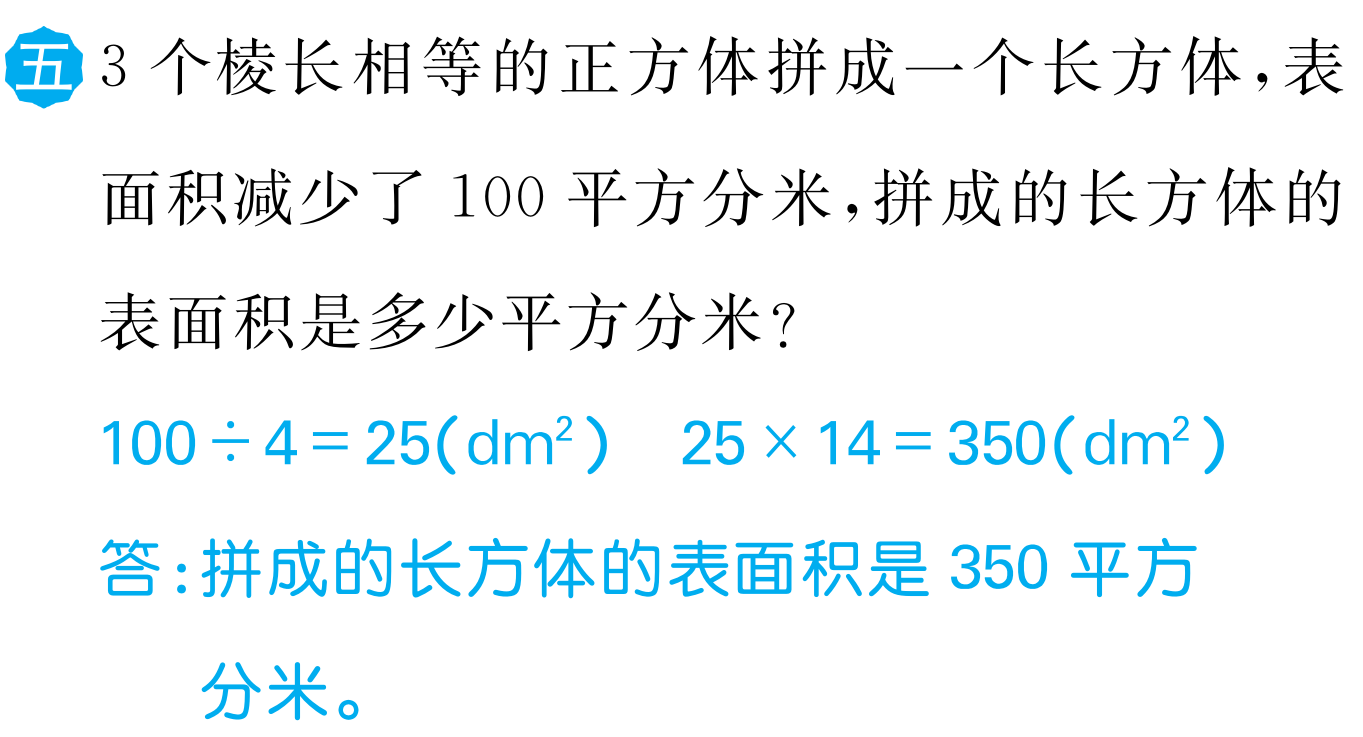 五 3个棱长相等的正方体拼成一个长方体,表
面积减少了100平方分米,拼成的长方体的
表面积是多少平方分米?
100÷4=25(dm²) 25×14=350(dm²)
答:拼成的长方体的表面积是350平方
分米。